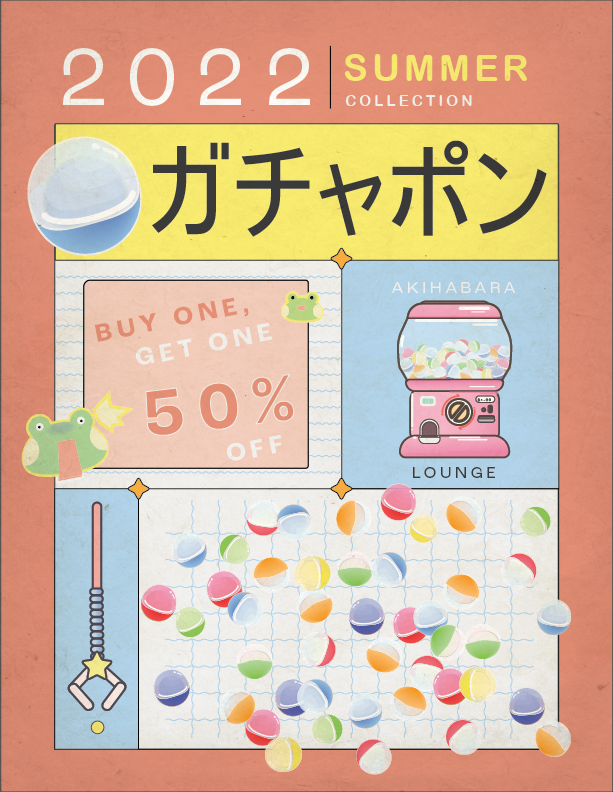 2022
SUMMER
COLLECTION
ガチャポン
BUY ONE,
GET ONE
50%
OFF
AKIHABARA
LOUNGE